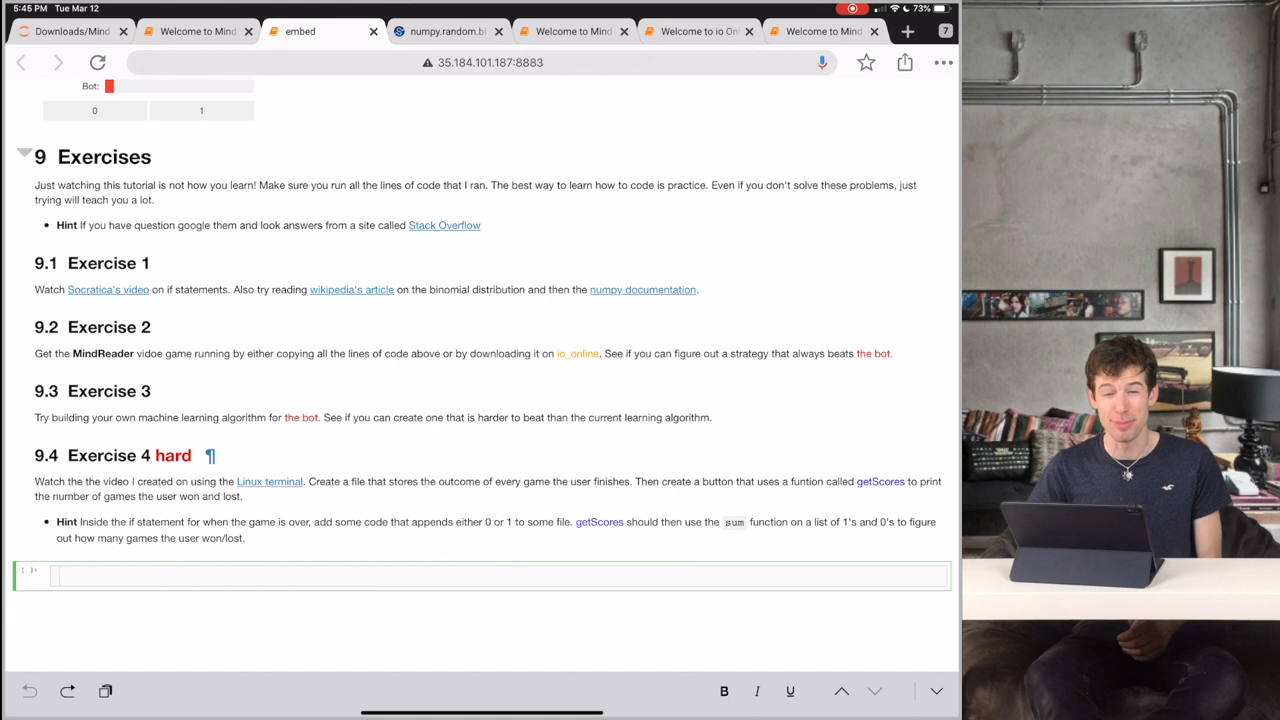 5:45 PM Tue Mar 12
73%
Downloads/Mind
Welcome to Mind
embed
numpy.random.bi
Welcome to Mind
Welcome to io Onl
Welcome to Mind
7
35.184.101.187:8883
Bot:
0 1
9 Exercises
Just watching this tutorial is not how you learn! Make sure you run all the lines of code that I ran. The best way to learn how to code is practice. Even if you don't solve these problems, just
trying will teach you a lot.
• Hint If you have question google them and look answers from a site called Stack Overflow
9.1 Exercise 1
Watch Socratica's video on if statements. Also try reading wikipedia's article on the binomial distribution and then the numpy documentation.
9.2 Exercise 2
Get the MindReader vidoe game running by either copying all the lines of code above or by downloading it on io_online. See if you can figure out a strategy that always beats the bot.
9.3 Exercise 3
Try building your own machine learning algorithm for the bot. See if you can create one that is harder to beat than the current learning algorithm.
9.4 Exercise 4 hard ¶
Watch the the video I created on using the Linux terminal. Create a file that stores the outcome of every game the user finishes. Then create a button that uses a funtion called getScores to print
the number of games the user won and lost.
• Hint Inside the if statement for when the game is over, add some code that appends either 0 or 1 to some file. getScores should then use the sum function on a list of 1's and 0's to figure
out how many games the user won/lost.
[ ]:
B I U